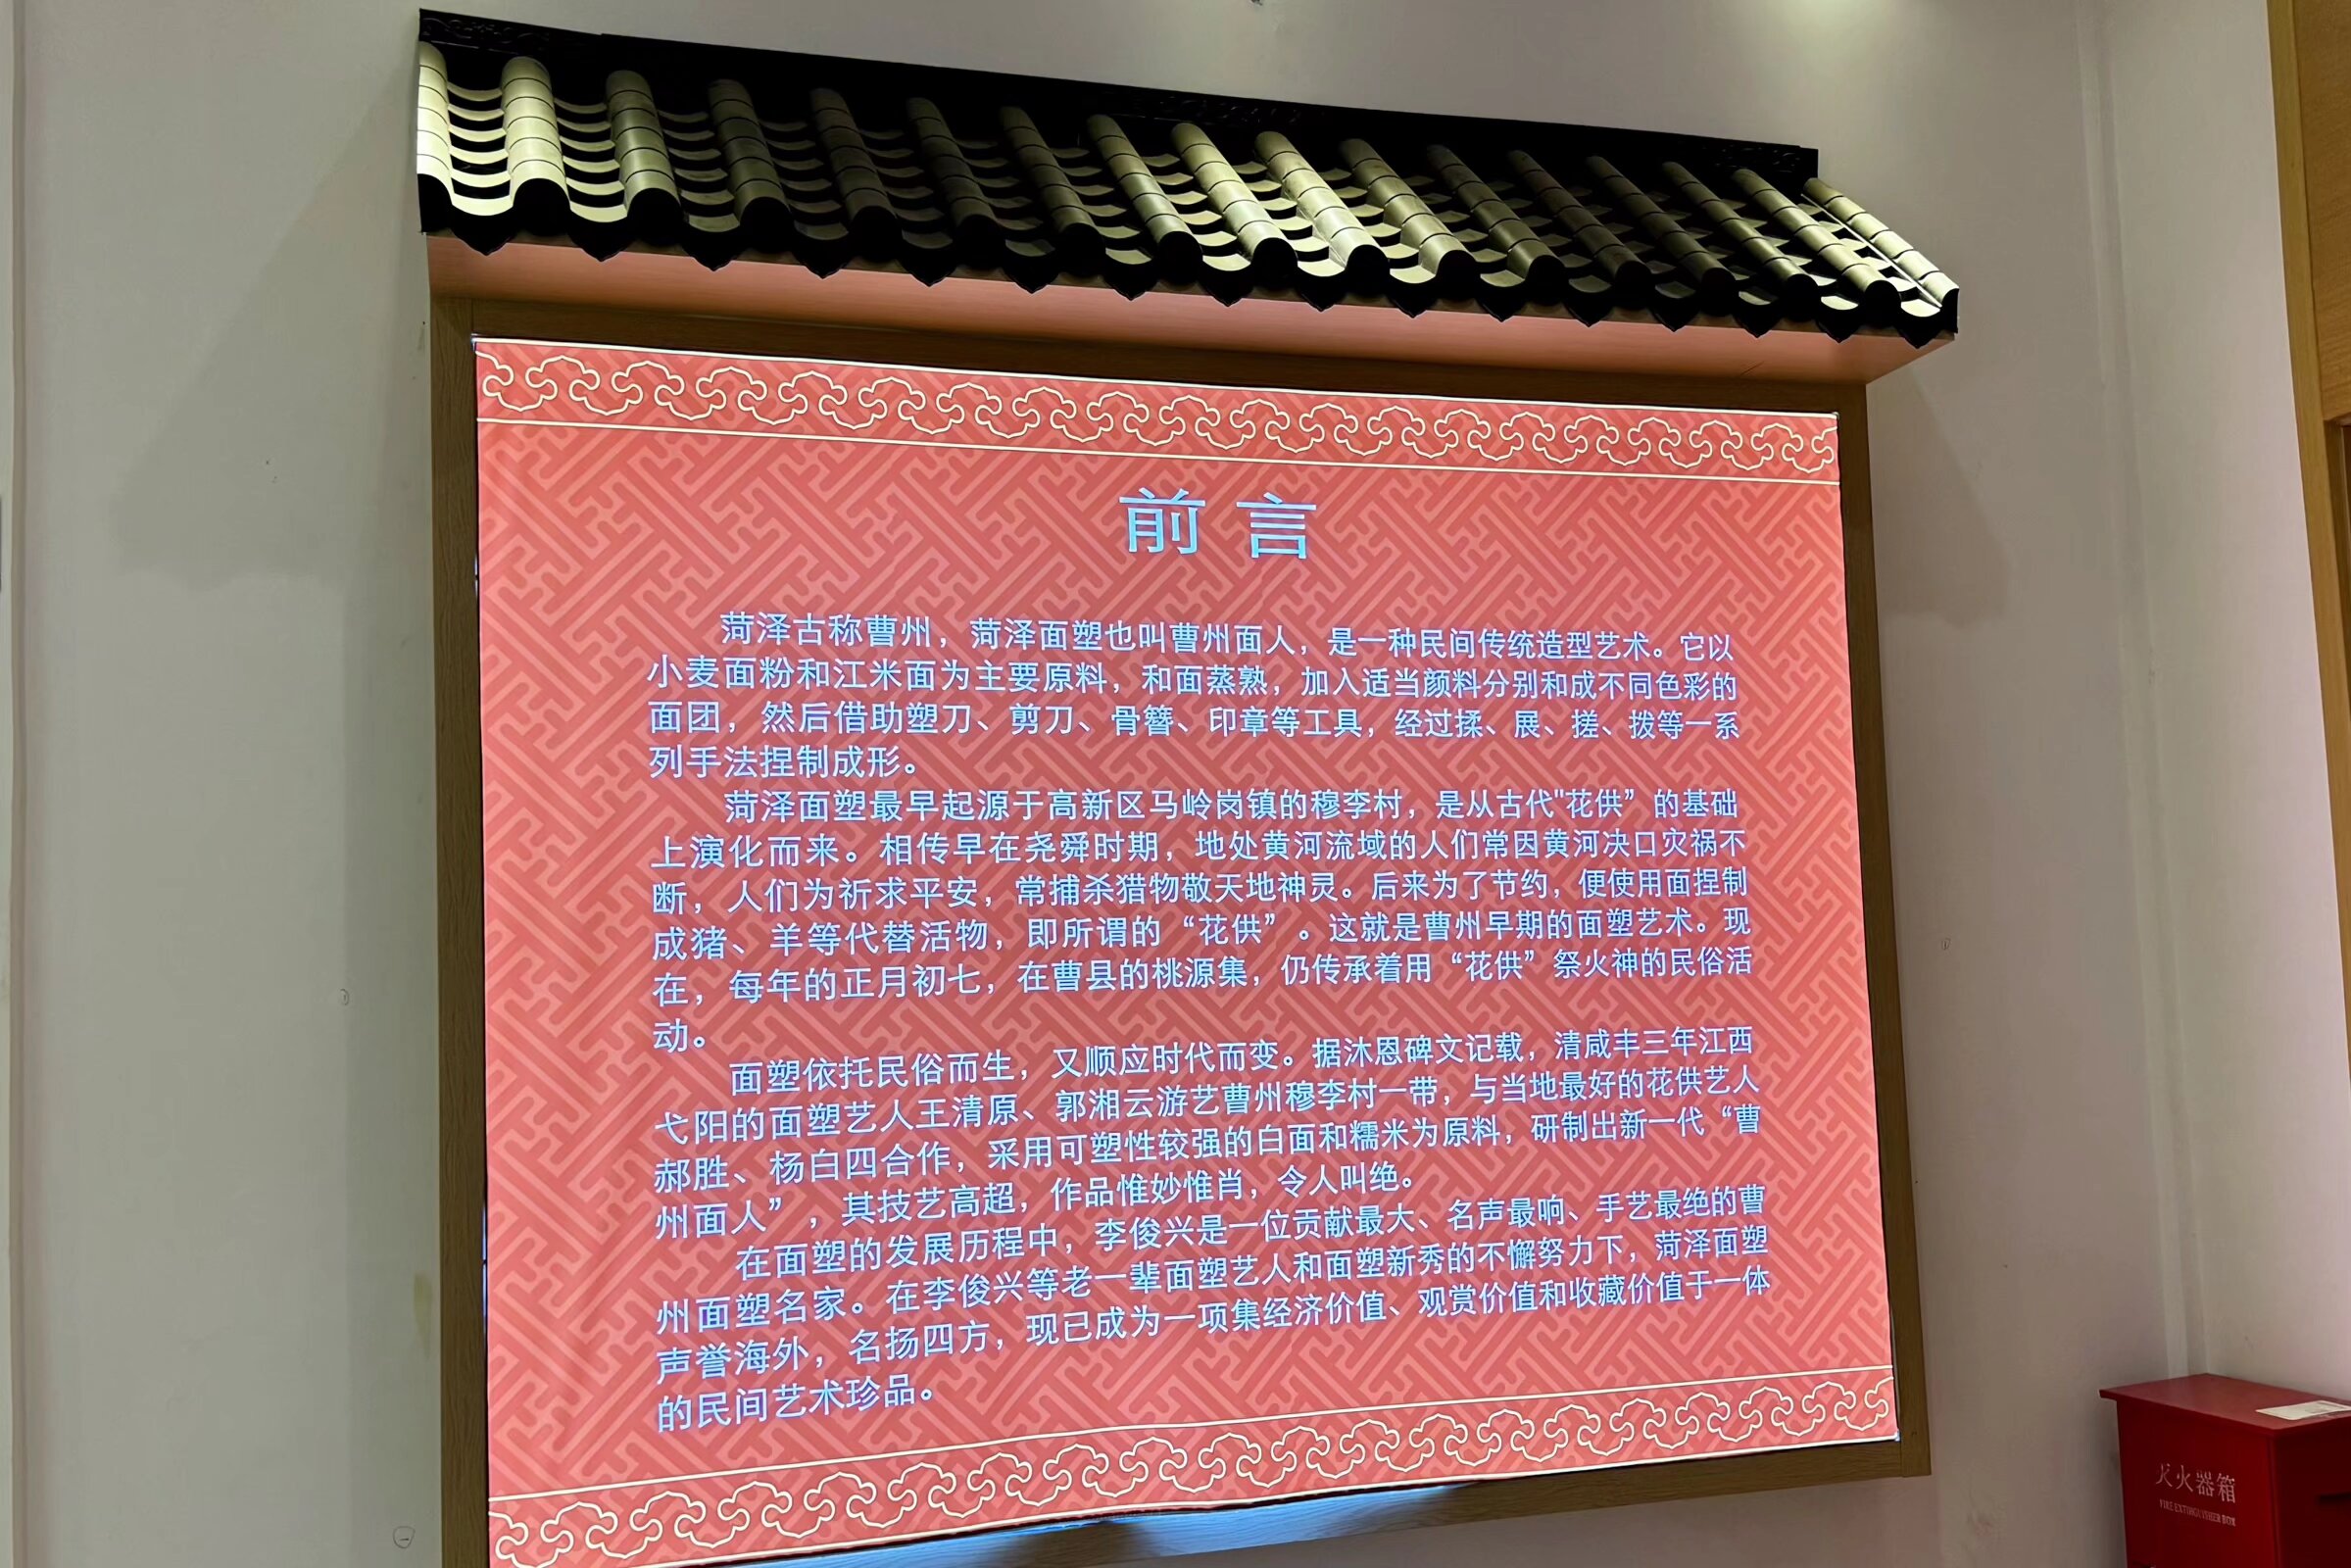 前言
菏泽古称曹州，菏泽面塑也叫曹州面人，是一种民间传统造型艺术。它以
小麦面粉和江米面为主要原料，和面蒸熟，加入适当颜料分别和成不同色彩的
面团，然后借助塑刀、剪刀、骨簪、印章等工具，经过揉、展、搓、拨等一系
列手法捏制成形。
菏泽面塑最早起源于高新区马岭岗镇的穆李村，是从古代"花供”的基础
上演化而来。相传早在尧舜时期，地处黄河流域的人们常因黄河决口灾祸不
断，人们为祈求平安，常捕杀猎物敬天地神灵。后来为了节约，便使用面捏制
成猪、羊等代替活物，即所谓的“花供”。这就是曹州早期的面塑艺术。现
在，每年的正月初七，在曹县的桃源集，仍传承着用“花供”祭火神的民俗活
动。
面塑依托民俗而生，又顺应时代而变。据沐恩碑文记载，清咸丰三年江西
弋阳的面塑艺人王清原、郭湘云游艺曹州穆李村一带，与当地最好的花供艺人
郝胜、杨白四合作，采用可塑性较强的白面和糯米为原料，研制出新一代“曹
州面人”，其技艺高超，作品惟妙惟肖，令人叫绝。
在面塑的发展历程中，李俊兴是一位贡献最大、名声最响、手艺最绝的曹
州面塑名家。在李俊兴等老一辈面塑艺人和面塑新秀的不懈努力下，菏泽面塑
声誉海外，名扬四方，现已成为一项集经济价值、观赏价值和收藏价值于一体
的民间艺术珍品。
灭火器箱
FIRE EXTINGUISHER BOX